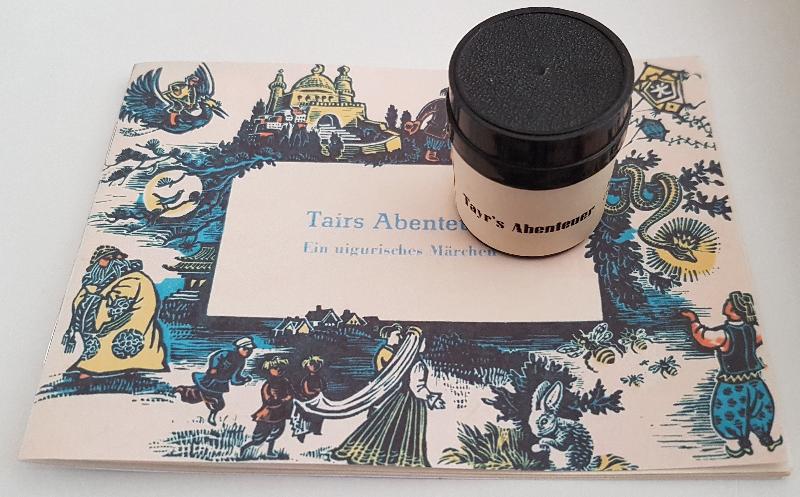 Tairs Abenteu
Ein uigurisches Märchen
Tayr's Abenteuer